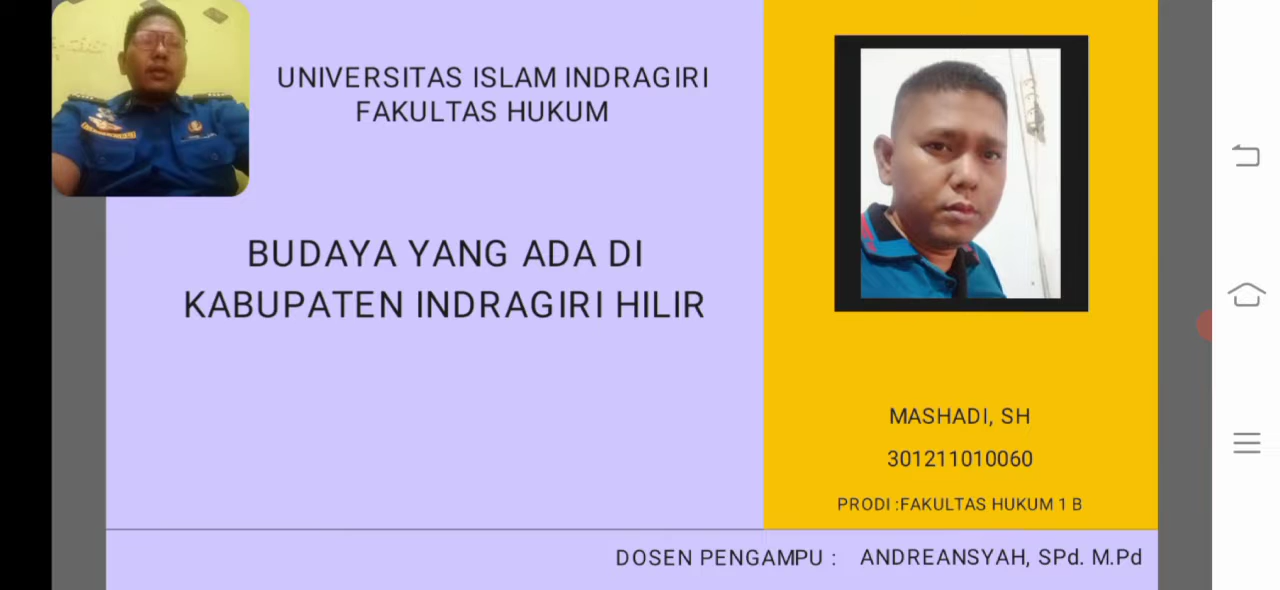 UNIVERSITAS ISLAM INDRAGIRI
FAKULTAS HUKUM
BUDAYA YANG ADA DI
KABUPATEN INDRAGIRI HILIR
MASHADI, SH
301211010060
PRODI :FAKULTAS HUKUM 1 B
DOSEN PENGAMPU : ANDREANSYAH, SPd. M.Pd